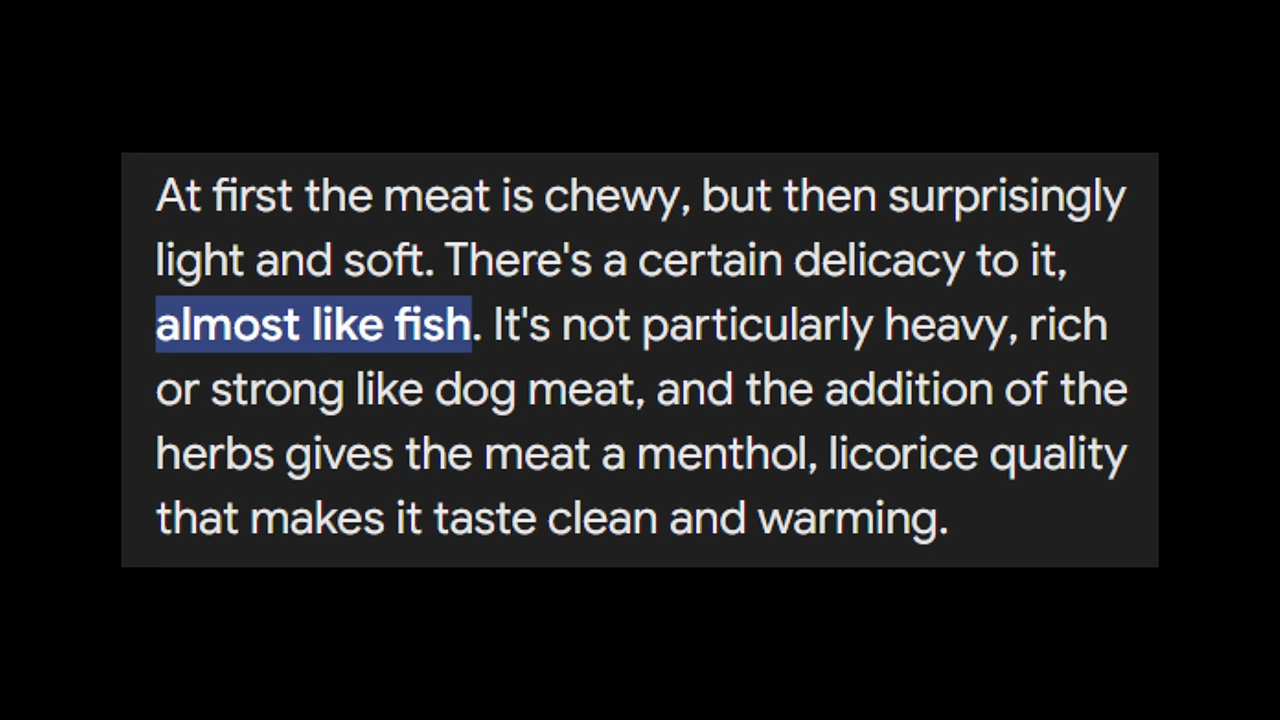 At first the meat is chewy, but then surprisingly
light and soft. There's a certain delicacy to it,
almost like fish. It's not particularly heavy, rich
or strong like dog meat, and the addition of the
herbs gives the meat a menthol, licorice quality
that makes it taste clean and warming.